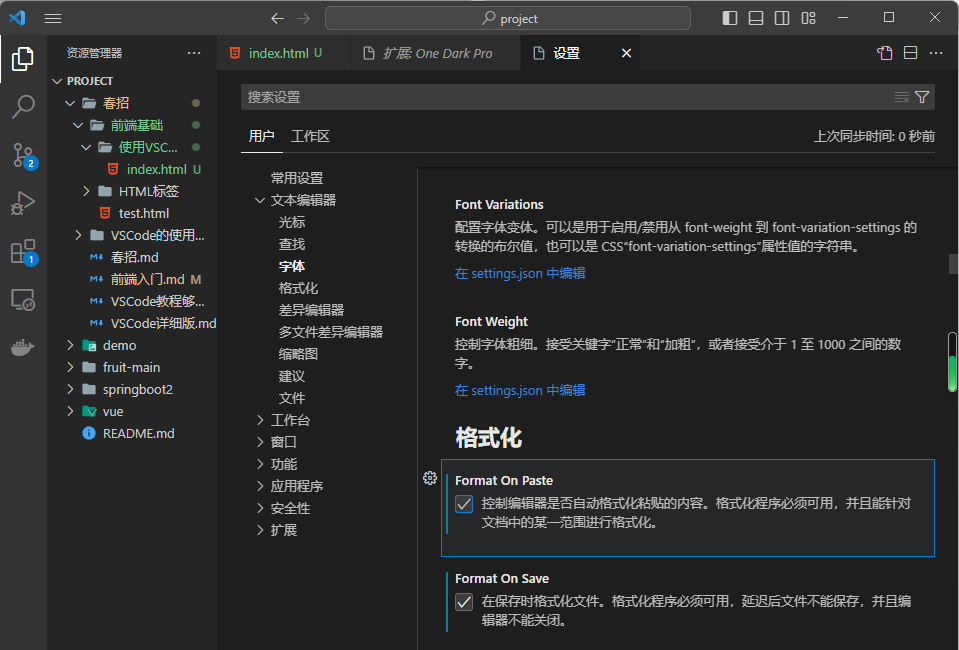 project
资源管理器
PROJECT
春招
前端基础
使用VSC...
index.html U
HTML标签
test.html
VSCode的使用...
春招.md
前端入门.md M
VSCode教程够...
VSCode详细版.md
demo
fruit-main
springboot2
vue
README.md
2
1
index.html U
扩展: One Dark Pro
设置
搜索设置
用户 工作区
上次同步时间: 0 秒前
常用设置
文本编辑器
光标
查找
字体
格式化
差异编辑器
多文件差异编辑器
缩略图
建议
文件
工作台
窗口
功能
应用程序
安全性
扩展
Font Variations
配置字体变体。可以是用于启用/禁用从 font-weight 到 font-variation-settings 的
转换的布尔值，也可以是 CSS“font-variation-settings”属性值的字符串。
在 settings.json 中编辑
Font Weight
控制字体粗细。接受关键字“正常”和“加粗”，或者接受介于 1 至 1000 之间的数
字。
在 settings.json 中编辑
格式化
Format On Paste
控制编辑器是否自动格式化粘贴的内容。格式化程序必须可用，并且能针对
文档中的某一范围进行格式化。
Format On Save
在保存时格式化文件。格式化程序必须可用，延迟后文件不能保存，并且编
辑器不能关闭。